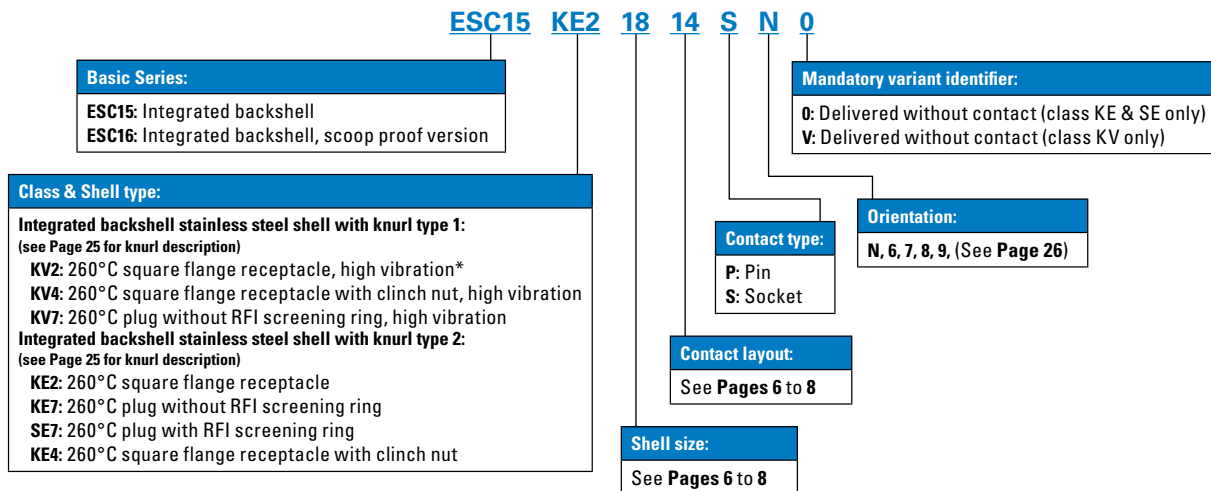 ESC15 KE2 18 14 S N 0
Basic Series:
ESC15: Integrated backshell
ESC16: Integrated backshell, scoop proof version
Mandatory variant identifier:
0: Delivered without contact (class KE & SE only)
V: Delivered without contact (class KV only)
Class & Shell type:
Integrated backshell stainless steel shell with knurl type 1:
(see Page 25 for knurl description)
KV2: 260°C square flange receptacle, high vibration*
KV4: 260°C square flange receptacle with clinch nut, high vibration
KV7: 260°C plug without RFI screening ring, high vibration
Integrated backshell stainless steel shell with knurl type 2:
(see Page 25 for knurl description)
KE2: 260°C square flange receptacle
KE7: 260°C plug without RFI screening ring
SE7: 260°C plug with RFI screening ring
KE4: 260°C square flange receptacle with clinch nut
Orientation:
N, 6, 7, 8, 9, (See Page 26)
Contact type:
P: Pin
S: Socket
Contact layout:
See Pages 6 to 8
Shell size:
See Pages 6 to 8